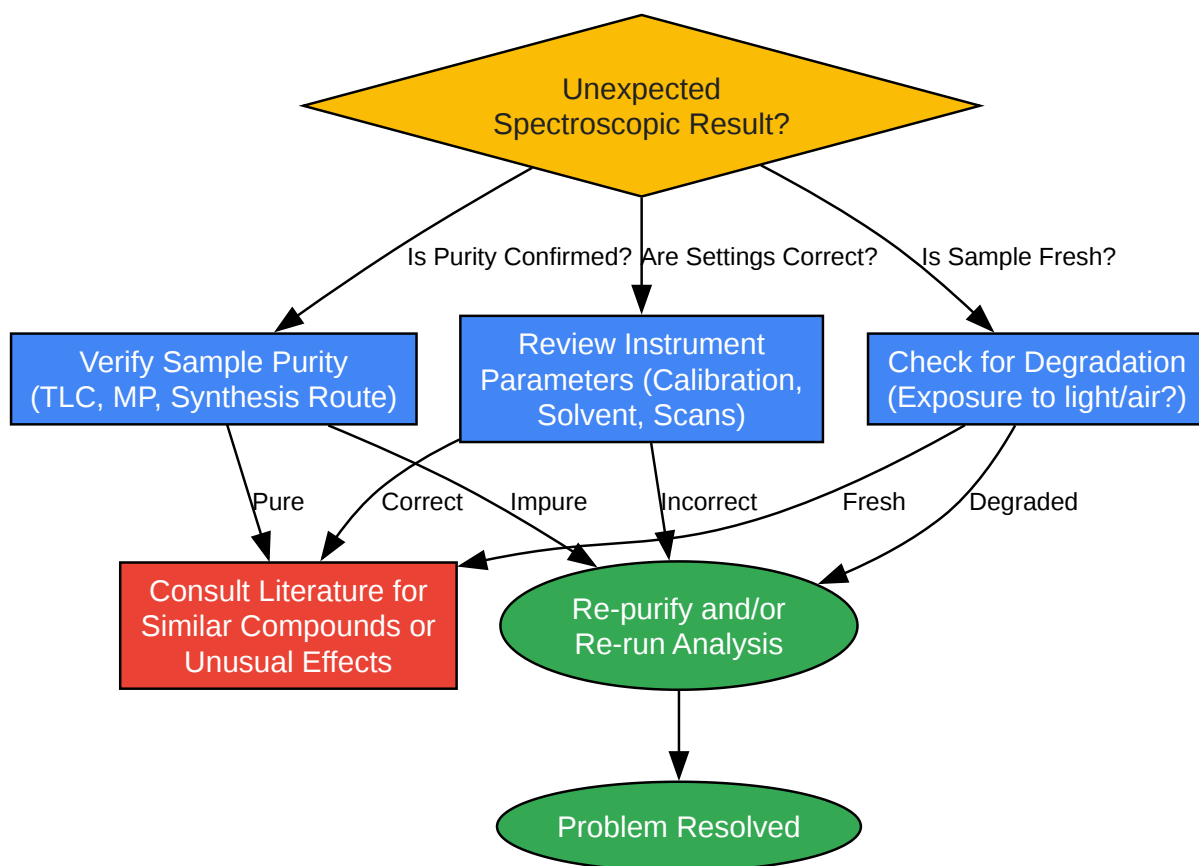 Unexpected
Spectroscopic Result?
Is Purity Confirmed?
Are Settings Correct?
Is Sample Fresh?
Verify Sample Purity
(TLC, MP, Synthesis Route)
Review Instrument
Parameters (Calibration,
Solvent, Scans)
Check for Degradation
(Exposure to light/air?)
Pure
Correct
Impure
Incorrect
Fresh
Degraded
Consult Literature for
Similar Compounds or
Unusual Effects
Re-purify and/or
Re-run Analysis
Problem Resolved